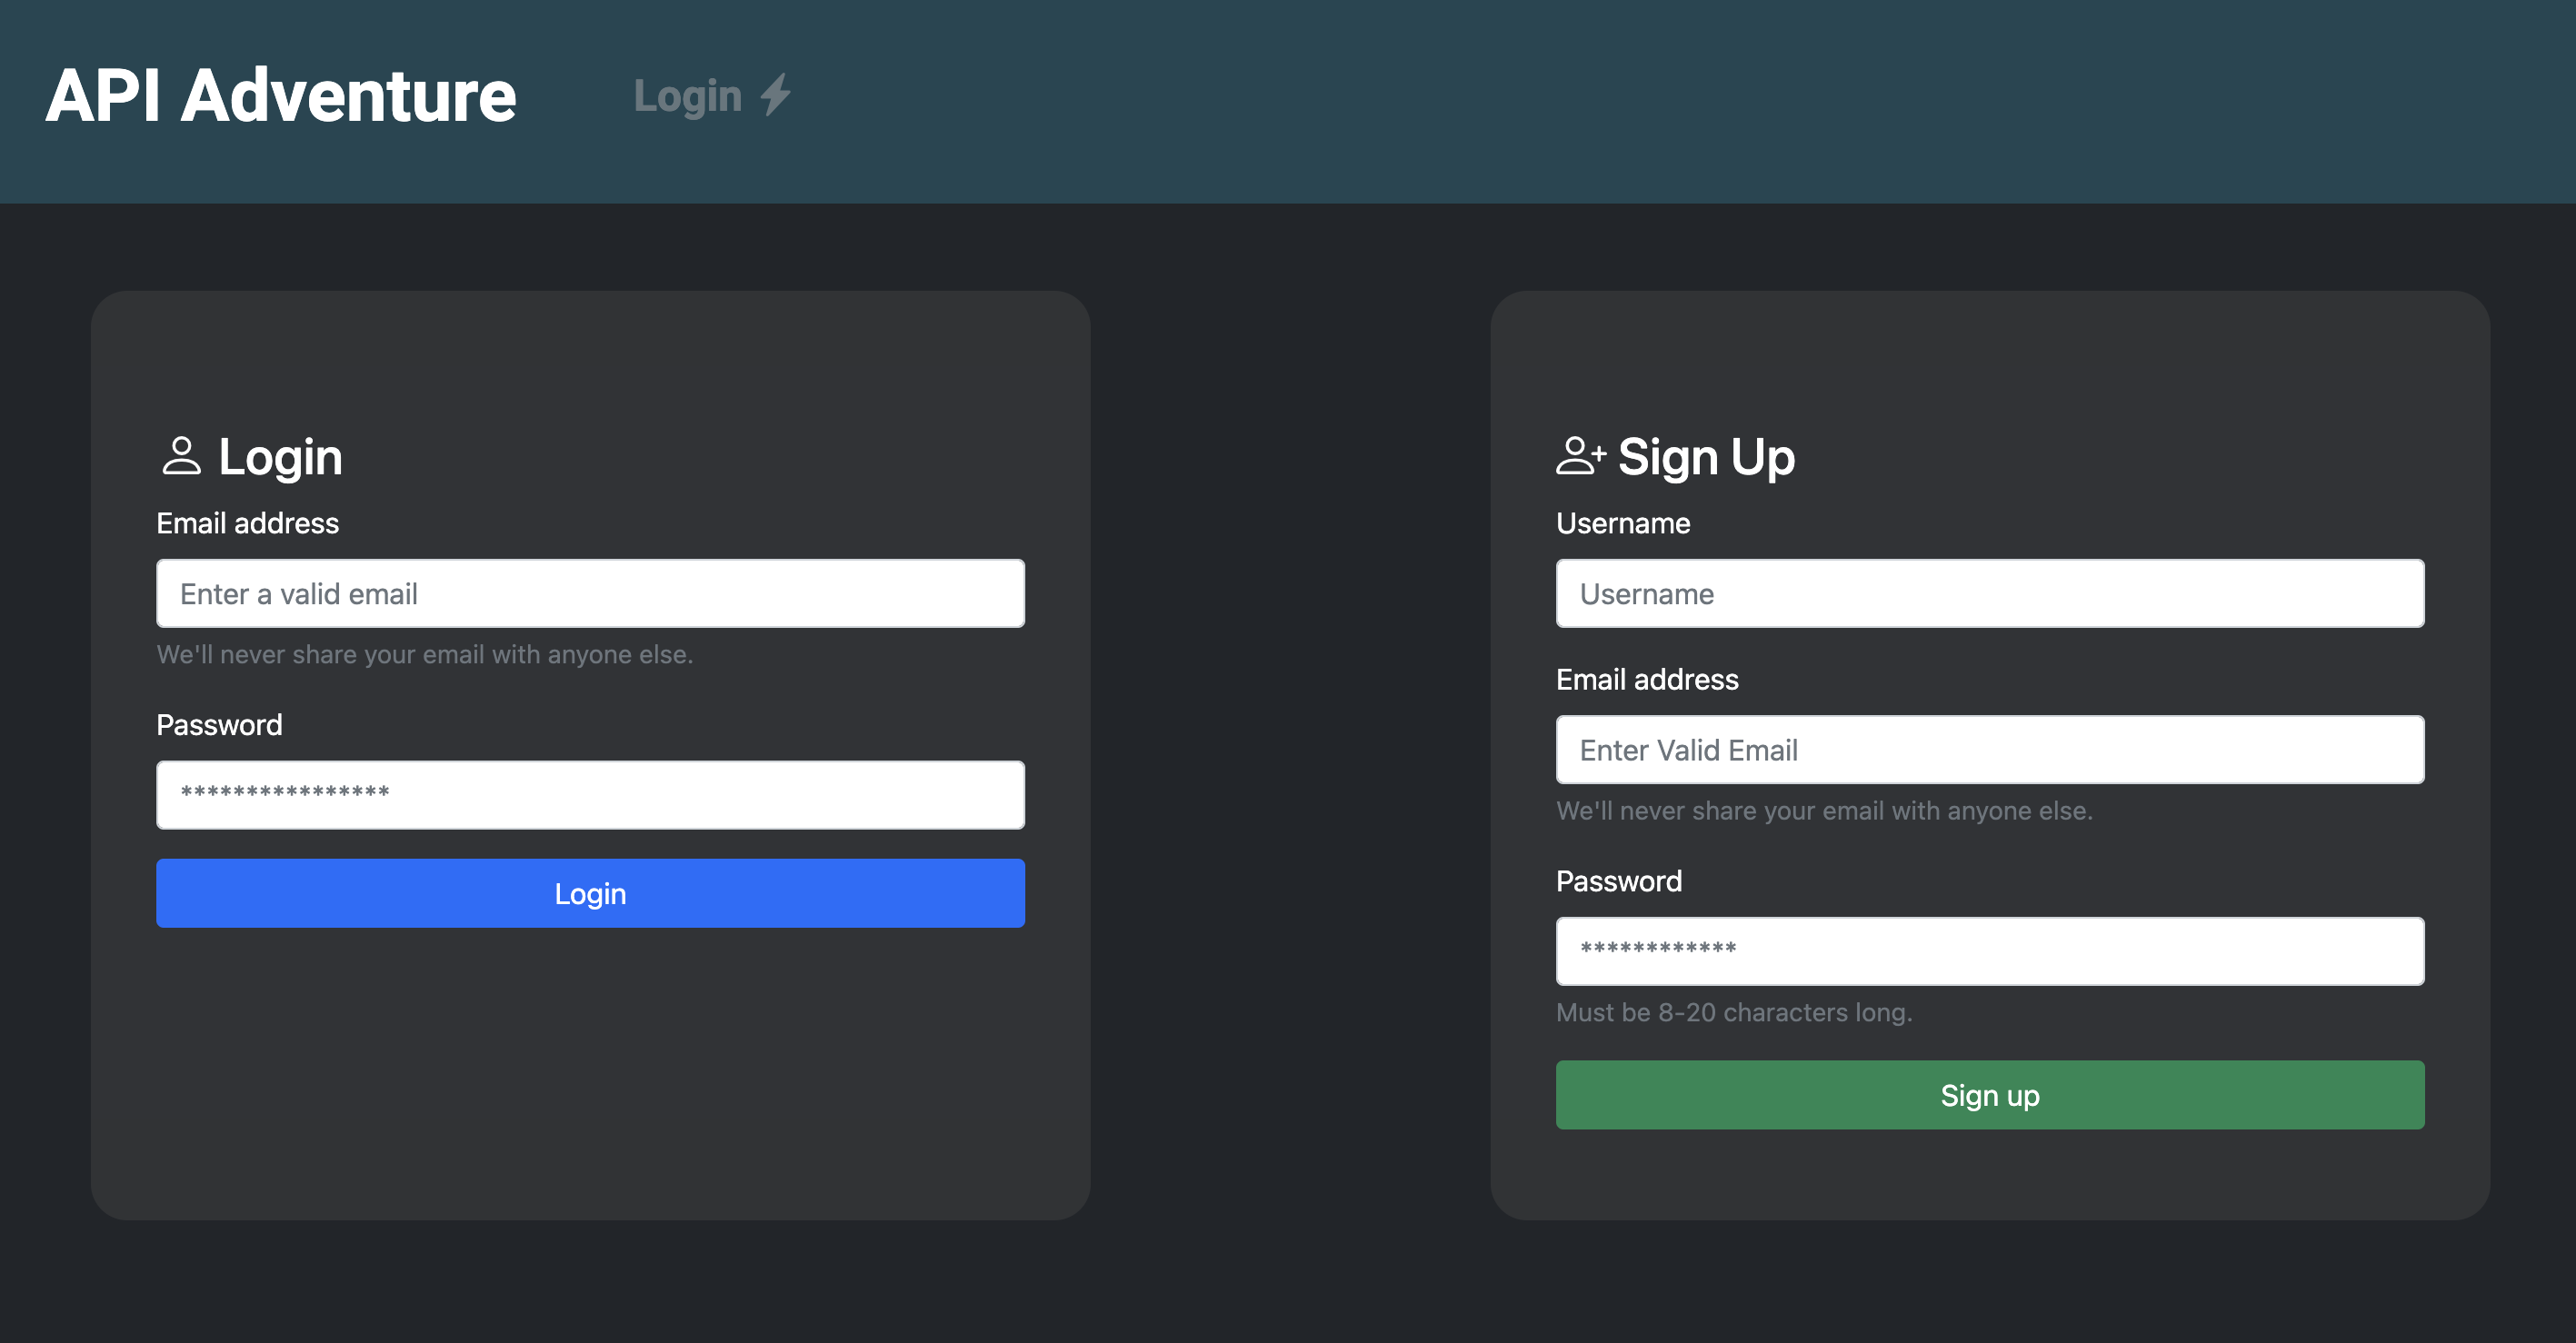 API Adventure
Login
Login
Email address
Enter a valid email
We'll never share your email with anyone else.
Password
****************
Login
Sign Up
Username
Username
Email address
Enter Valid Email
We'll never share your email with anyone else.
Password
************
Must be 8-20 characters long.
Sign up